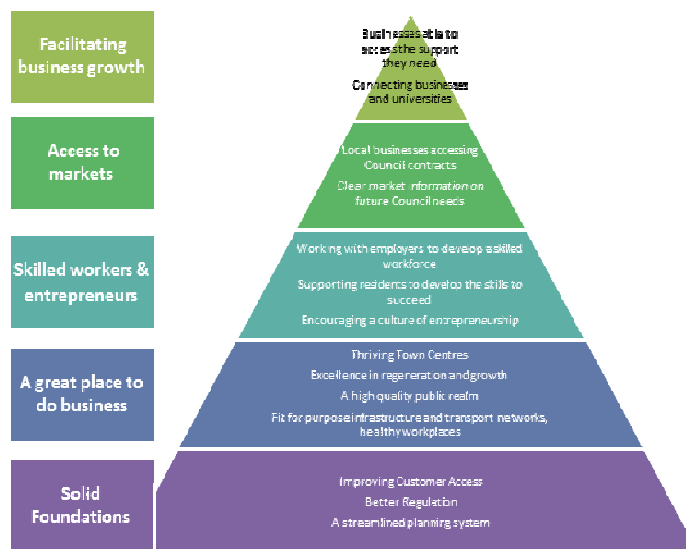 Facilitating
business growth
Businesses able to
access the support
they need
Connecting businesses
and universities
Access to
markets
Local businesses accessing
Council contracts
Clear market information on
future Council needs
Skilled workers &
entrepreneurs
Working with employers to develop a skilled
workforce
Supporting residents to develop the skills to
succeed
Encouraging a culture of entrepreneurship
A great place to
do business
Thriving Town Centres
Excellence in regeneration and growth
A high quality public realm
Fit for purpose infrastructure and transport networks,
healthy workplaces
Solid
Foundations
Improving Customer Access
Better Regulation
A streamlined planning system